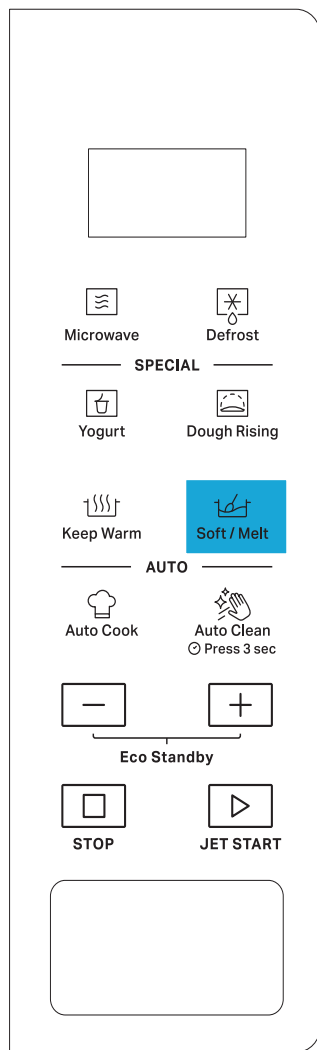 Microwave Defrost
SPECIAL
Yogurt Dough Rising
Keep Warm Soft / Melt
AUTO
Auto Cook Auto Clean
Press 3 sec
Eco Standby
STOP JET START